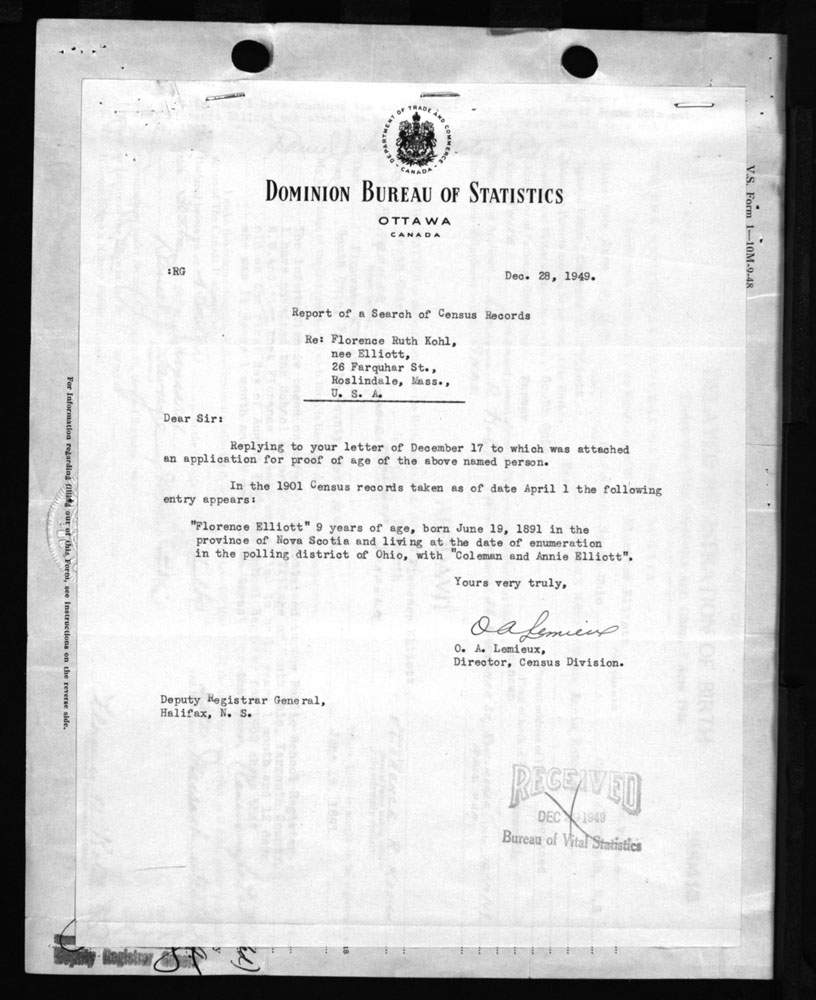 DEPARTMENT OF TRADE AND COMMERCE
CANADA
DOMINION BUREAU OF STATISTICS
OTTAWA
CANADA
:RG
Dec. 28, 1949.
Report of a Search of Census Records
Re: Florence Ruth Kohl,
nee Elliott,
26 Farquhar St.,
Roslindale, Mass.,
U. S. A.
Dear Sir:
Replying to your letter of December 17 to which was attached
an application for proof of age of the above named person.
In the 1901 Census records taken as of date April 1 the following
entry appears:
"Florence Elliott" 9 years of age, born June 19, 1891 in the
province of Nova Scotia and living at the date of enumeration
in the polling district of Ohio, with "Coleman and Annie Elliott".
Yours very truly,
O A Lemieux
O. A. Lemieux,
Director, Census Division.
Deputy Registrar General,
Halifax, N. S.
RECEIVED
DEC 1949
Bureau of Vital Statistics
V.S. Form 1—10M-9-48
For Information regarding filling out of this Form, see Instructions on the reverse side.
Deputy Registrar